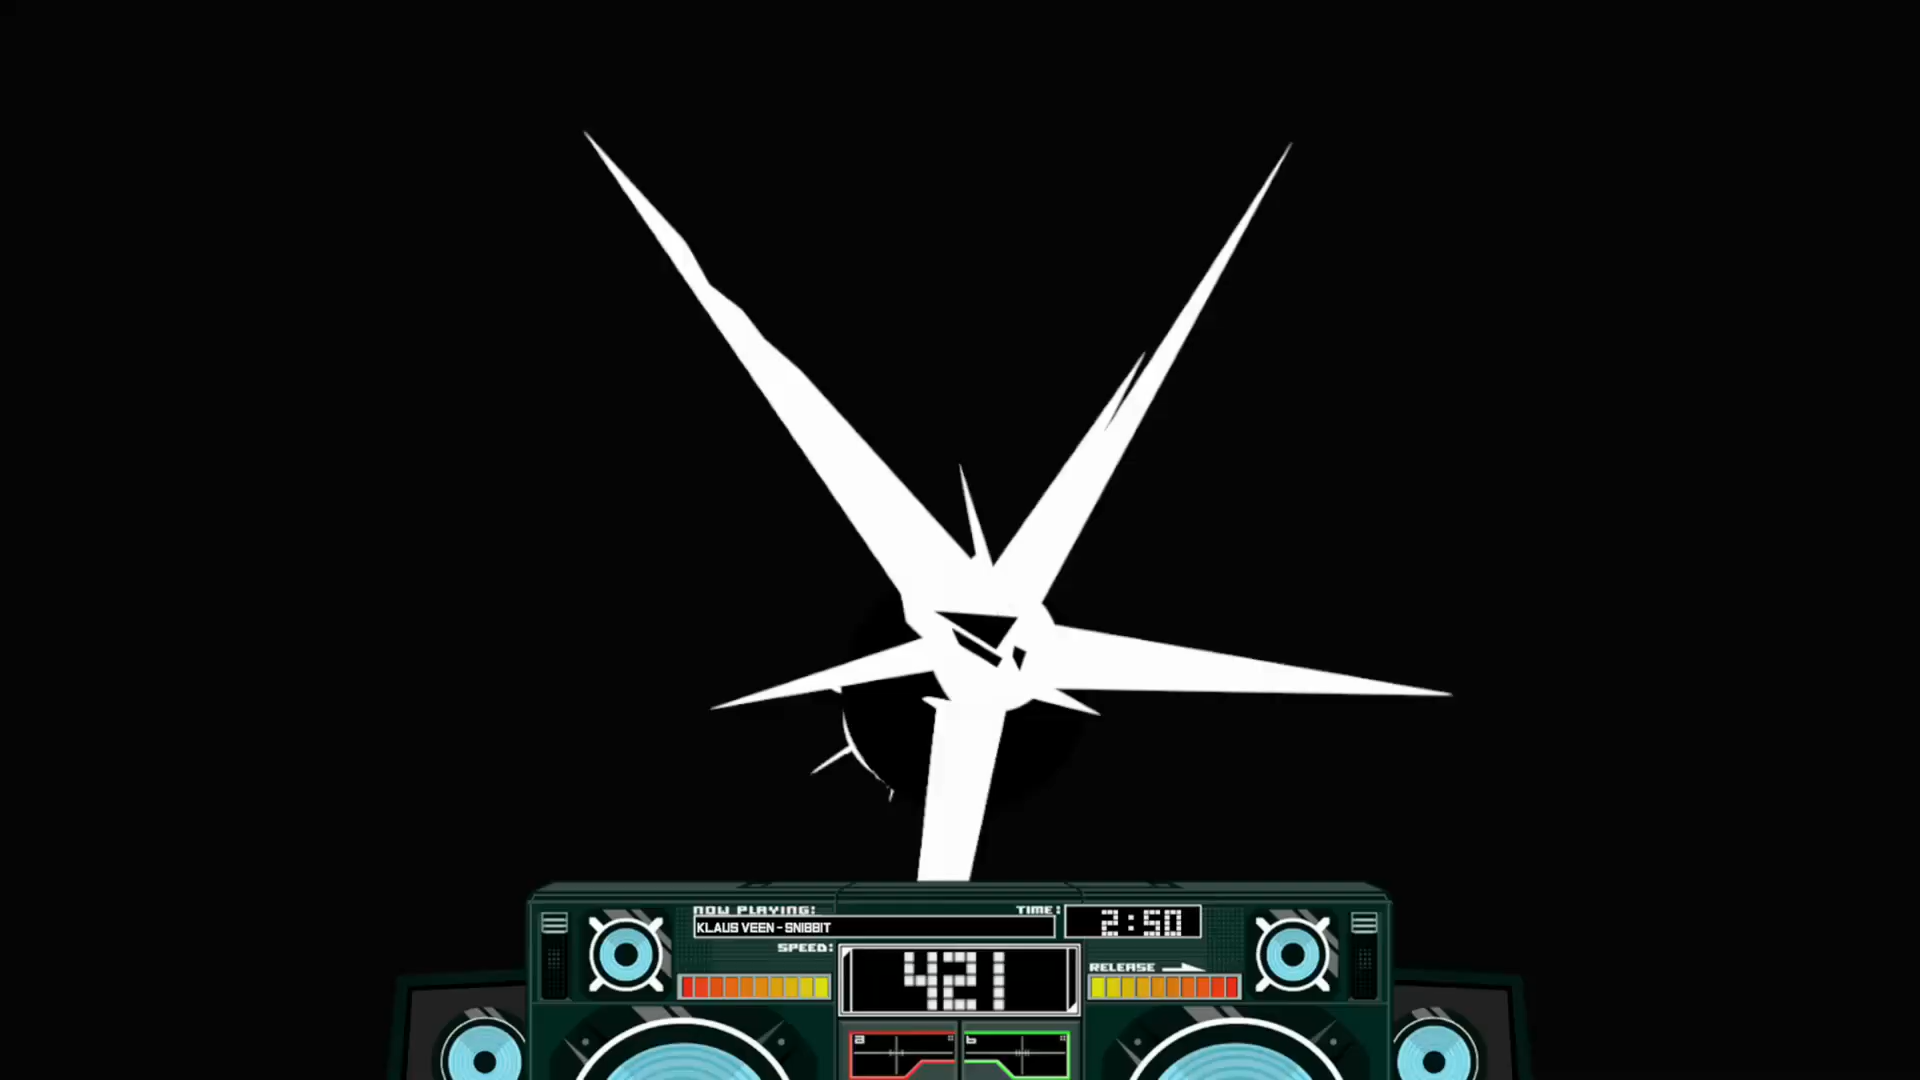 NOW PLAYING:
KLAUS VEEN - SNIBBIT
TIME:
2:50
SPEED:
421
RELEASE
a
b